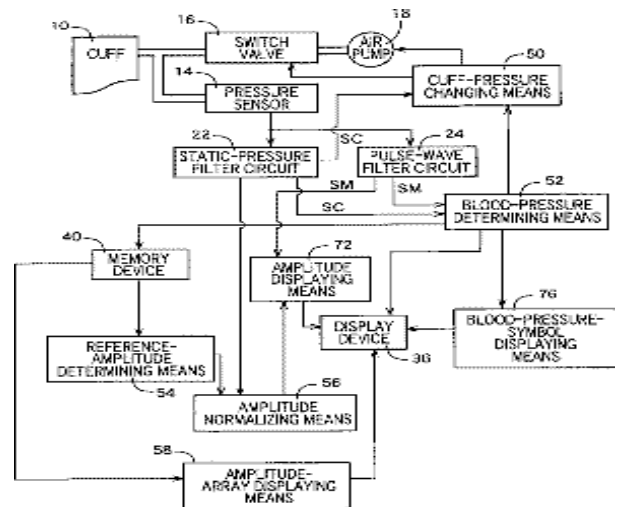 10
CUFF
16
SWITCH
VALVE
18
AIR
PUMP
50
CUFF-PRESSURE
CHANGING MEANS
14
PRESSURE
SENSOR
22
STATIC-PRESSURE
FILTER CIRCUIT
SC
24
PULSE-WAVE
FILTER CIRCUIT
SM
SM
SC
52
BLOOD-PRESSURE
DETERMINING MEANS
40
MEMORY
DEVICE
72
AMPLITUDE
DISPLAYING
MEANS
76
BLOOD-PRESSURE-
SYMBOL
DISPLAYING
MEANS
DISPLAY
DEVICE
36
REFERENCE-
AMPLITUDE
DETERMINING MEANS
54
56
AMPLITUDE
NORMALIZING MEANS
58
AMPLITUDE-
ARRAY DISPLAYING
MEANS